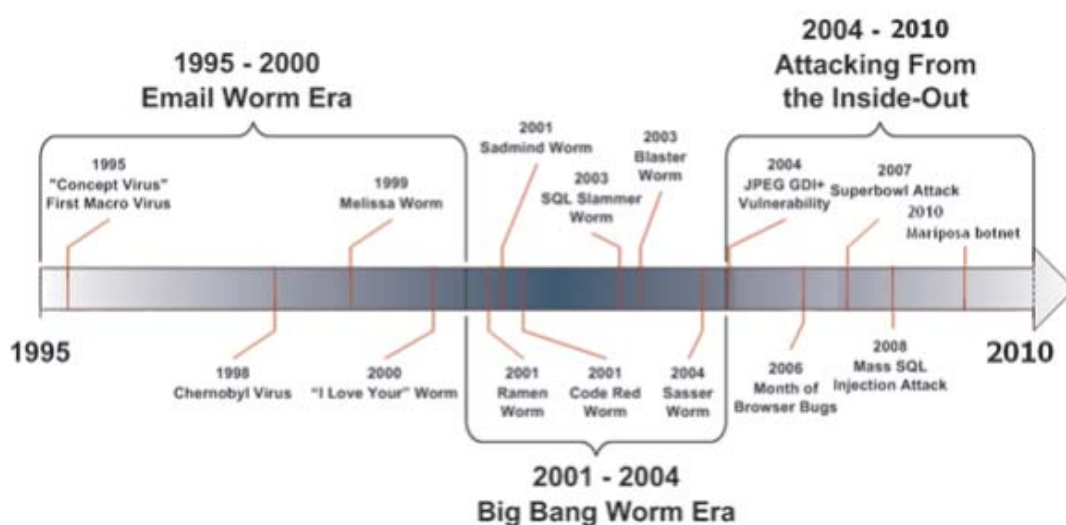 1995 - 2000
Email Worm Era
2004 - 2010
Attacking From
the Inside-Out
1995
"Concept Virus"
First Macro Virus
1999
Melissa Worm
2001
Sadmind Worm
2003
SQL Slammer
Worm
2003
Blaster
Worm
2004
JPEG GDI+
Vulnerability
2007
Superbowl Attack
2010
Mariposa botnet
1995
2010
1998
Chernobyl Virus
2000
“I Love Your” Worm
2001
Ramen
Worm
2001
Code Red
Worm
2004
Sasser
Worm
2006
Month of
Browser Bugs
2008
Mass SQL
Injection Attack
2001 - 2004
Big Bang Worm Era